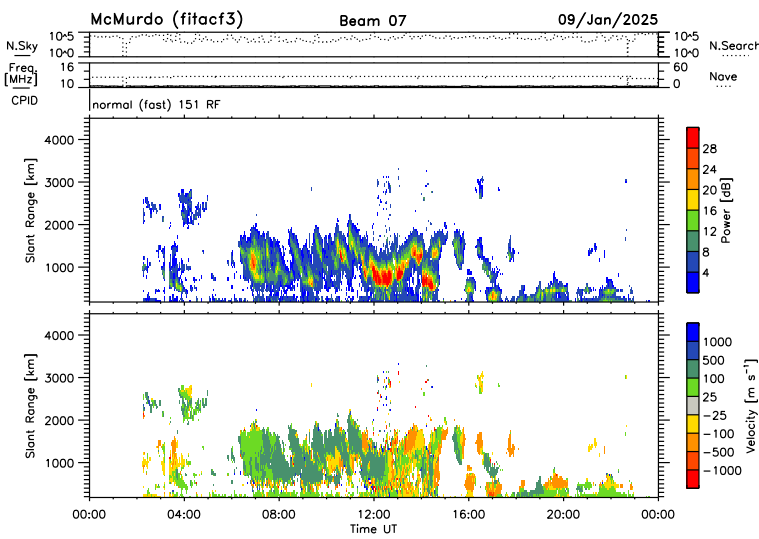 McMurdo (fitacf3) Beam 07 09/Jan/2025
N.Sky 10^5 10^0 10^5 10^0 N.Search
Freq [MHz] 16 10 60 0 Nave
CPID normal (fast) 151 RF
Slant Range [km] 4000 3000 2000 1000
Power [dB] 28 24 20 16 12 8 4
Slant Range [km] 4000 3000 2000 1000
Velocity [m s⁻¹] 1000 500 100 25 −25 −100 −500 −1000
00:00 04:00 08:00 12:00 16:00 20:00 00:00
Time UT